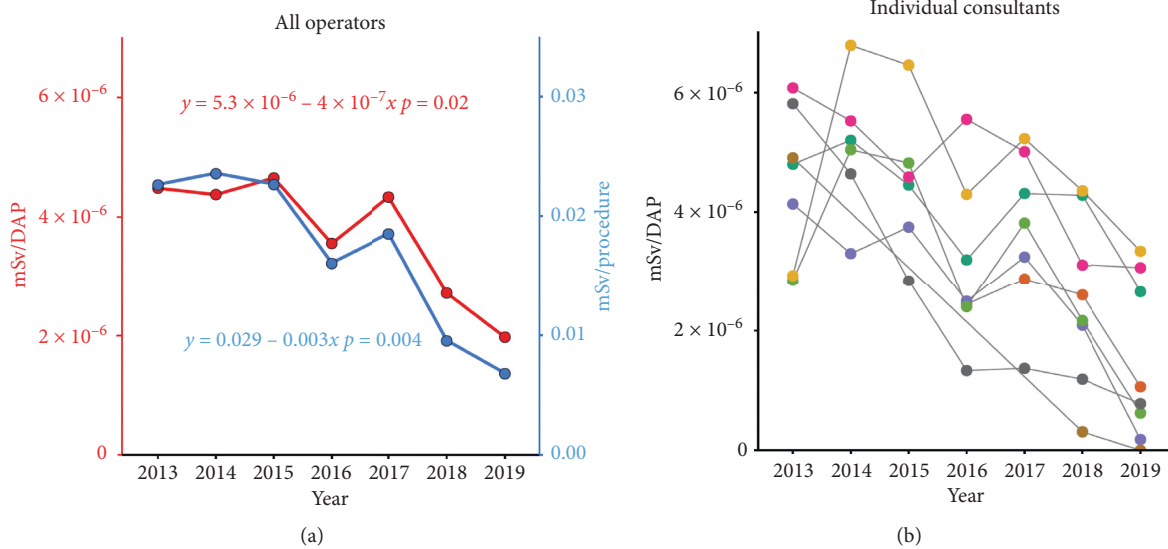 All operators
mSv/DAP
6 × 10⁻⁶
4 × 10⁻⁶
2 × 10⁻⁶
0
y = 5.3 × 10⁻⁶ – 4 × 10⁻⁷x p = 0.02
y = 0.029 – 0.003x p = 0.004
0.03
0.02
0.01
0.00
mSv/procedure
2013 2014 2015 2016 2017 2018 2019
Year
(a)
Individual consultants
mSv/DAP
6 × 10⁻⁶
4 × 10⁻⁶
2 × 10⁻⁶
0
2013 2014 2015 2016 2017 2018 2019
Year
(b)